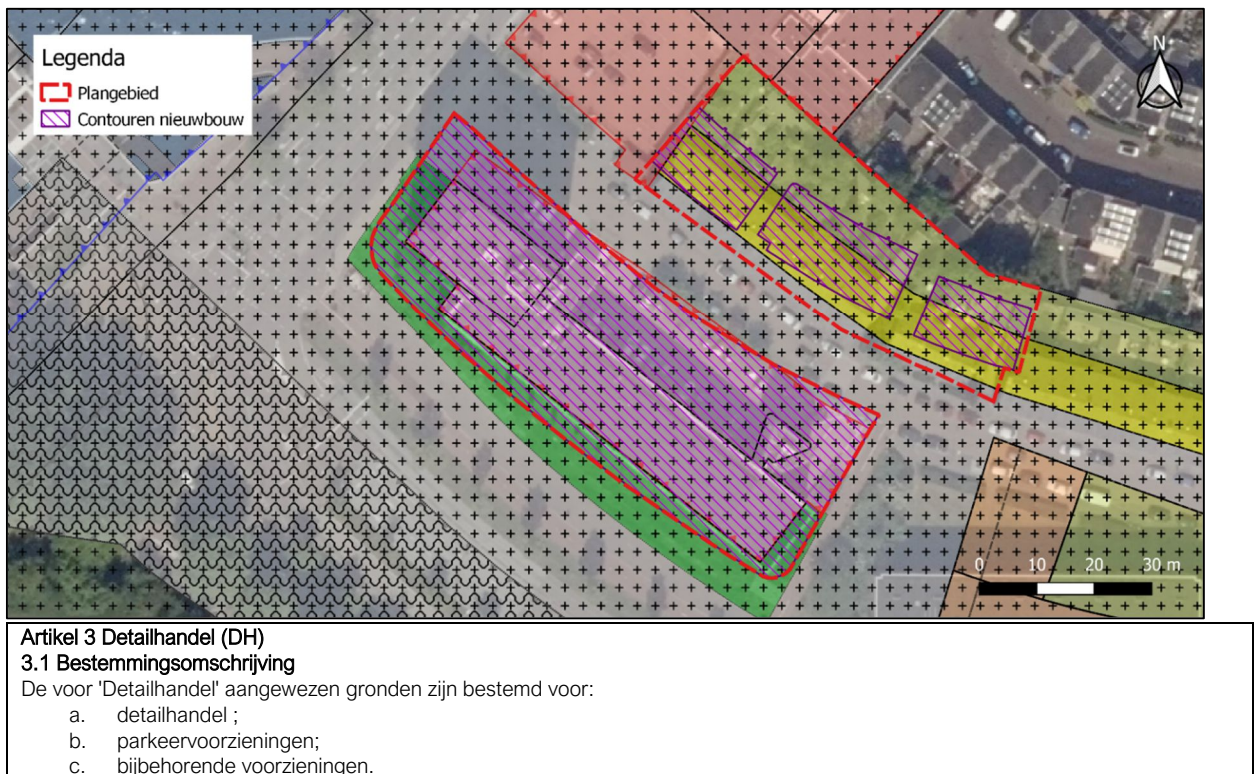 Legenda
Plangebied
Contouren nieuwbouw
N
0 10 20 30 m
Artikel 3 Detailhandel (DH)
3.1 Bestemmingsomschrijving
De voor 'Detailhandel' aangewezen gronden zijn bestemd voor:
a. detailhandel ;
b. parkeervoorzieningen;
c. bijbehorende voorzieningen.